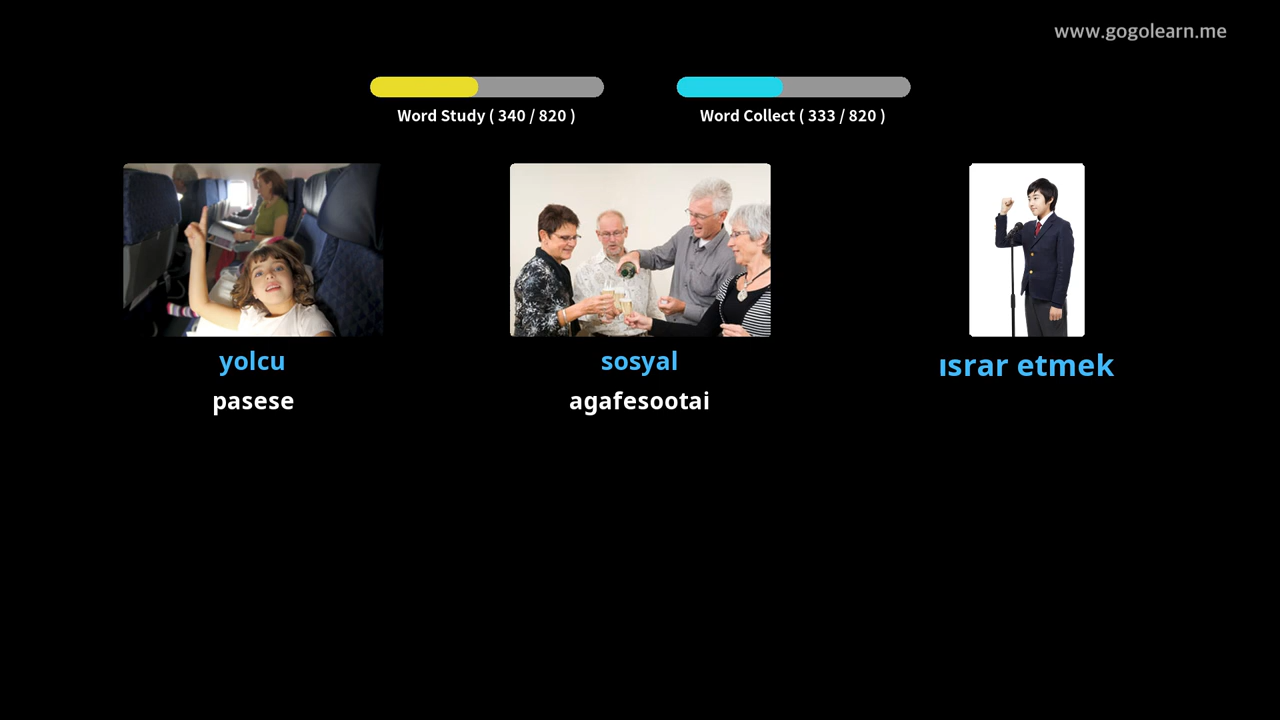 www.gogolearn.me
Word Study ( 340 / 820 )
Word Collect ( 333 / 820 )
yolcu
pasese
sosyal
agafesootai
ısrar etmek